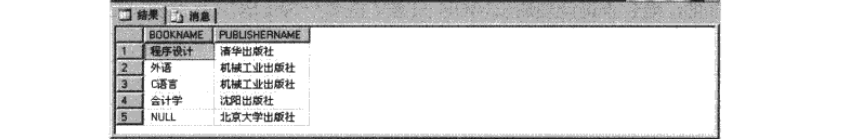 结果 消息
BOOKNAME PUBLISHERNAME
1 程序设计 清华出版社
2 外语 机械工业出版社
3 C语言 机械工业出版社
4 会计学 沈阳出版社
5 NULL 北京大学出版社